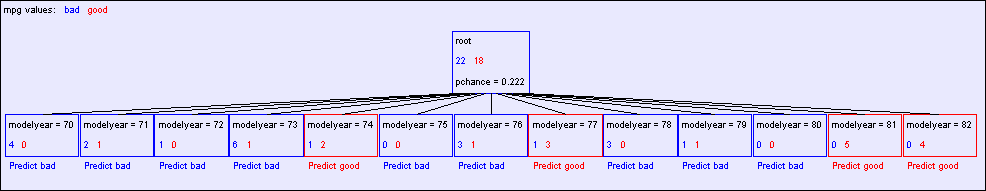 mpg values: bad good
root
22 18
pchance = 0.222
modelyear = 70 modelyear = 71 modelyear = 72 modelyear = 73 modelyear = 74 modelyear = 75 modelyear = 76 modelyear = 77 modelyear = 78 modelyear = 79 modelyear = 80 modelyear = 81 modelyear = 82
4 0 2 1 1 0 6 1 1 2 0 0 3 1 1 3 3 0 1 1 0 0 0 5 0 4
Predict bad Predict bad Predict bad Predict bad Predict good Predict bad Predict bad Predict good Predict bad Predict bad Predict bad Predict good Predict good